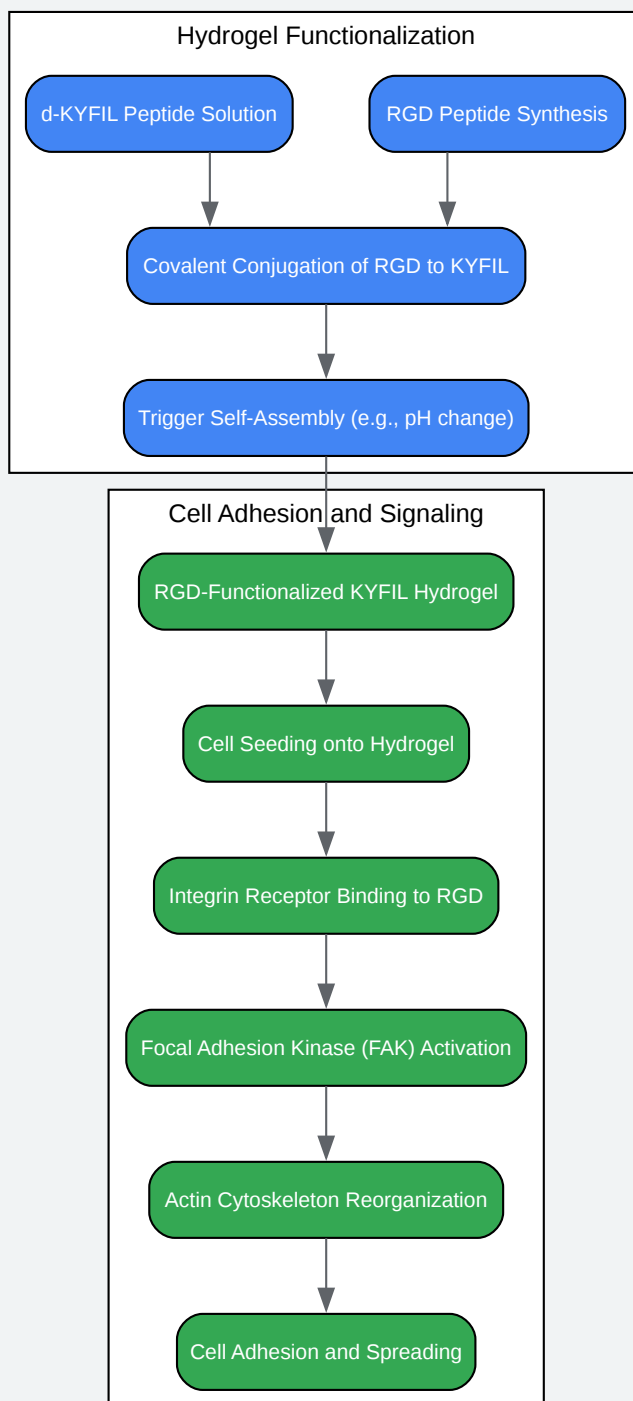 Hydrogel Functionalization
d-KYFIL Peptide Solution
RGD Peptide Synthesis
Covalent Conjugation of RGD to KYFIL
Trigger Self-Assembly (e.g., pH change)
Cell Adhesion and Signaling
RGD-Functionalized KYFIL Hydrogel
Cell Seeding onto Hydrogel
Integrin Receptor Binding to RGD
Focal Adhesion Kinase (FAK) Activation
Actin Cytoskeleton Reorganization
Cell Adhesion and Spreading